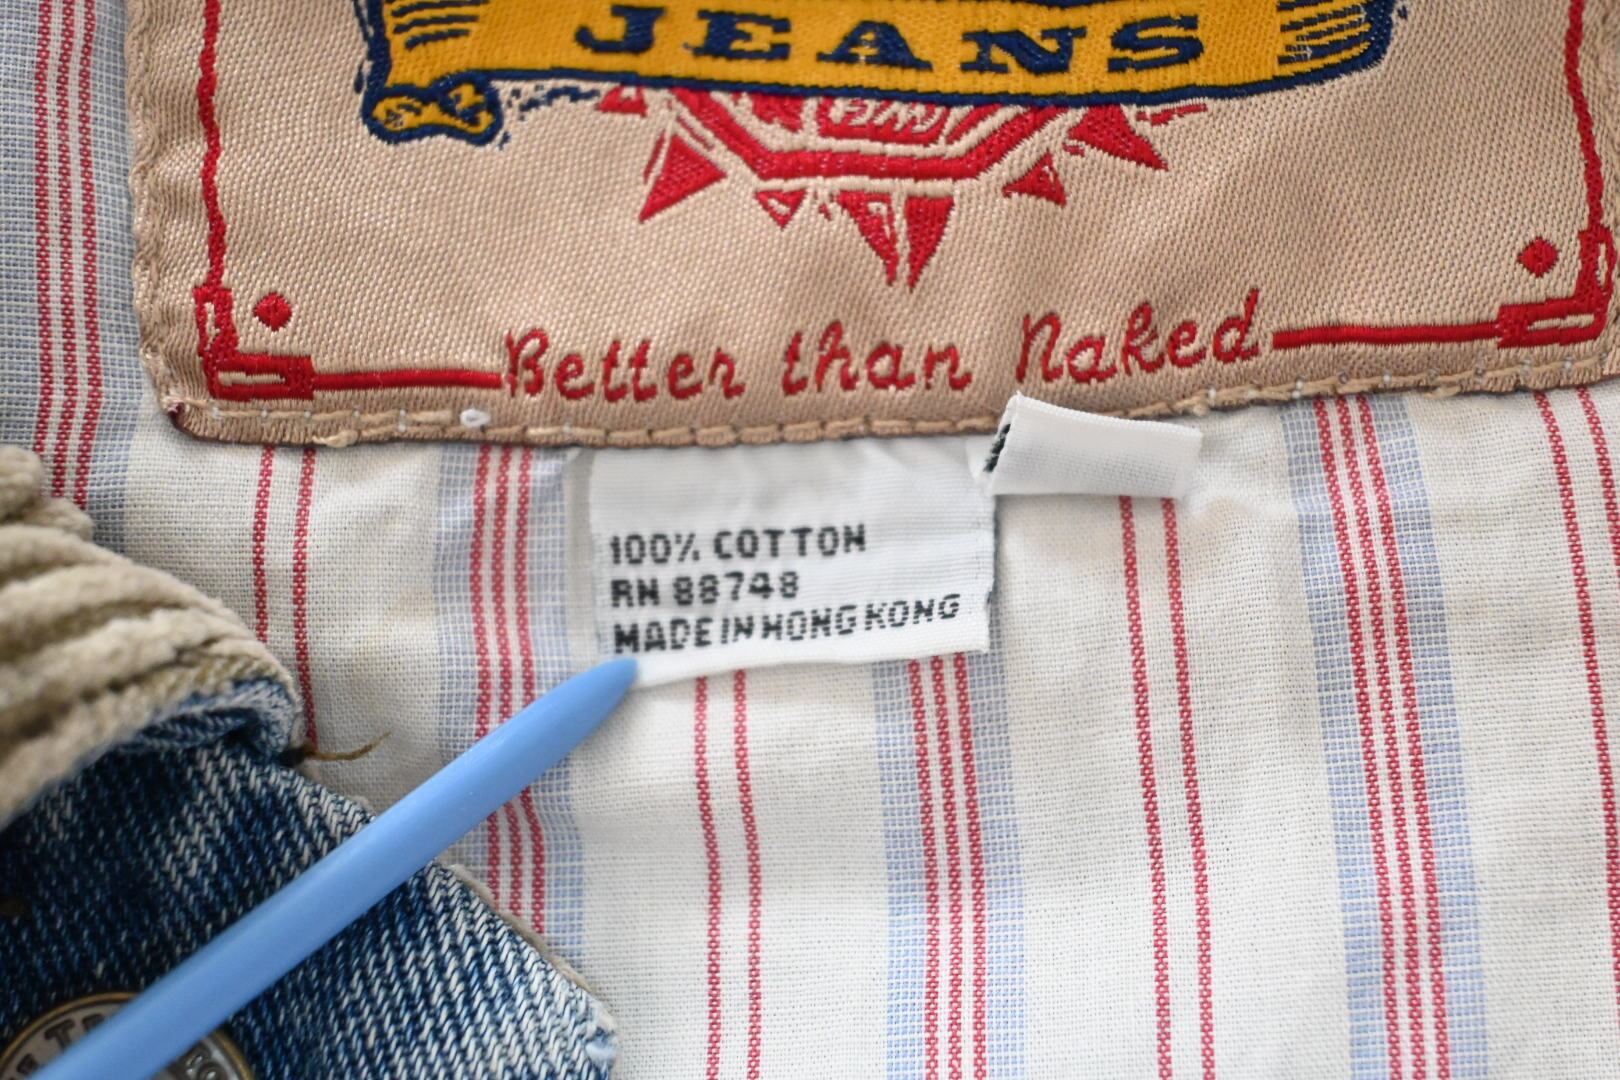 JEANS
Better than Naked
100% COTTON
RN 88748
MADE IN HONG KONG